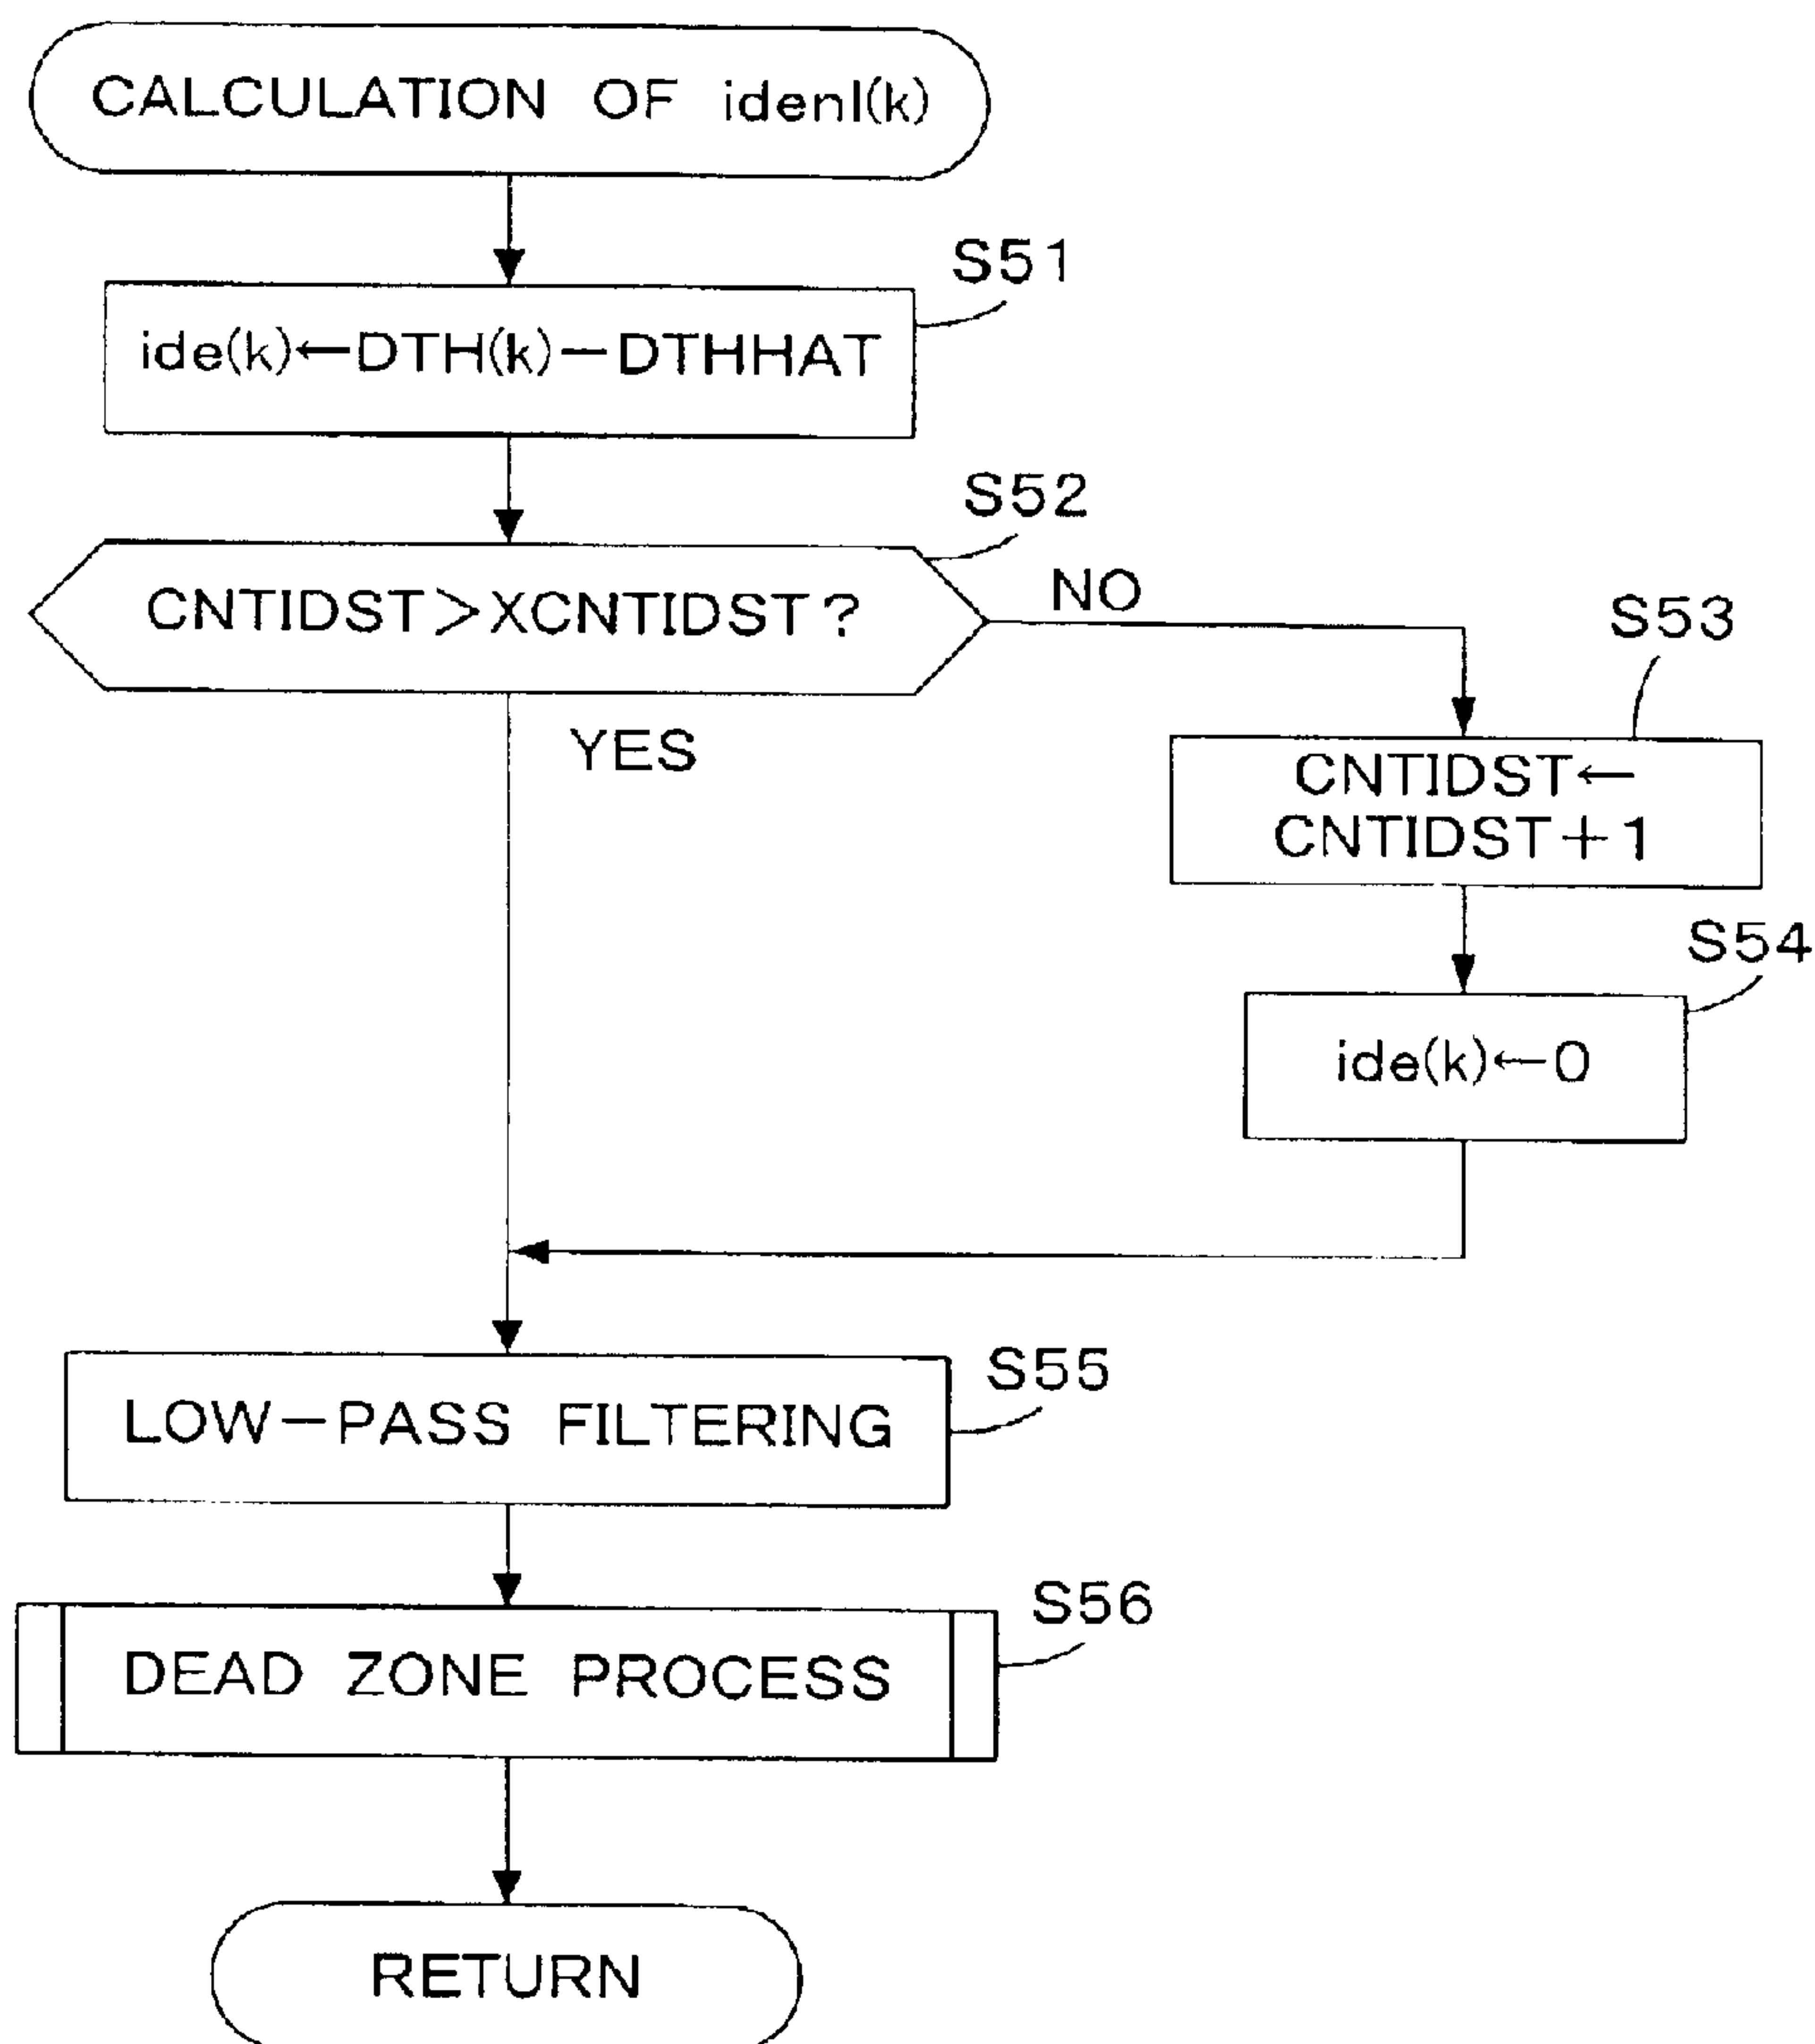 CALCULATION OF idenl(k)
S51
ide(k)←DTH(k)−DTHHAT
S52
CNTIDST>XCNTIDST?
NO
YES
S53
CNTIDST←
CNTIDST+1
S54
ide(k)←0
S55
LOW−PASS FILTERING
S56
DEAD ZONE PROCESS
RETURN